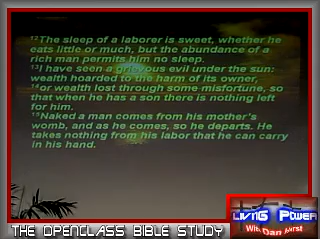 ¹²The sleep of a laborer is sweet, whether he
eats little or much, but the abundance of a
rich man permits him no sleep.
¹³I have seen a grievous evil under the sun:
wealth hoarded to the harm of its owner,
¹⁴or wealth lost through some misfortune, so
that when he has a son there is nothing left
for him.
¹⁵Naked a man comes from his mother's
womb, and as he comes, so he departs. He
takes nothing from his labor that he can carry
in his hand.
THE OPENCLASS BIBLE STUDY
LIVING POWER
With Dan